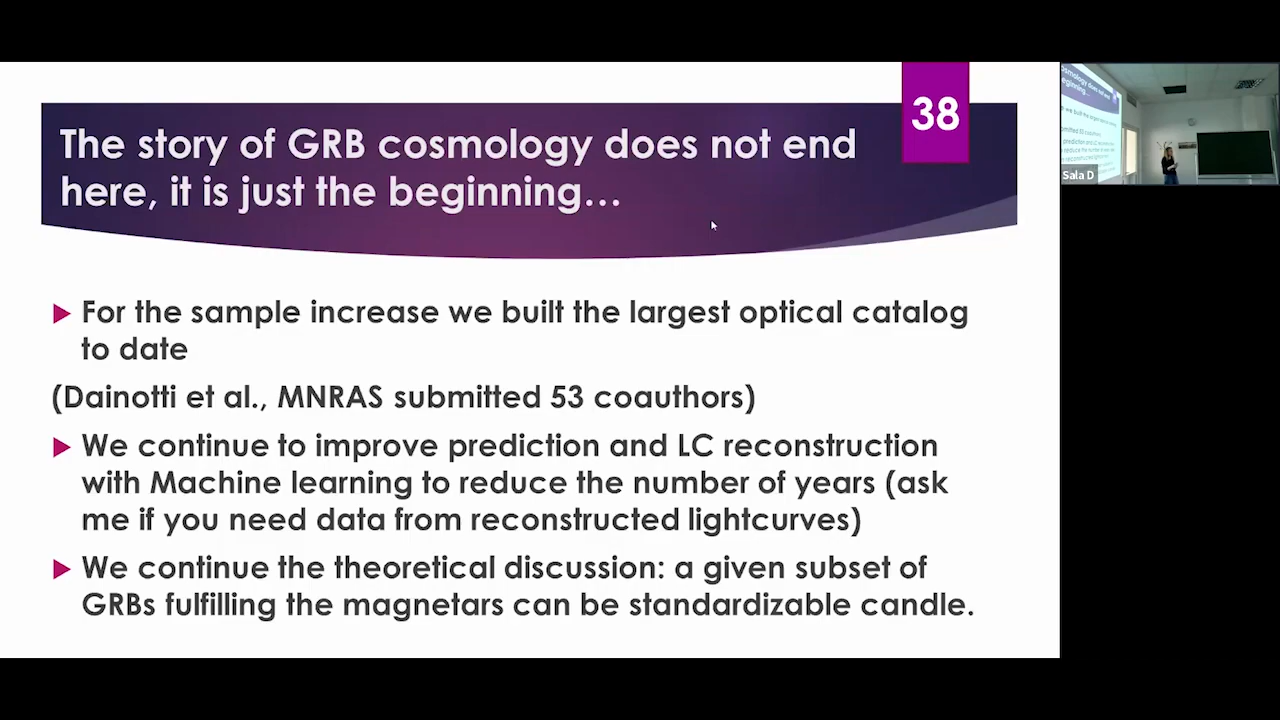 38
The story of GRB cosmology does not end
here, it is just the beginning…
For the sample increase we built the largest optical catalog
to date
(Dainotti et al., MNRAS submitted 53 coauthors)
We continue to improve prediction and LC reconstruction
with Machine learning to reduce the number of years (ask
me if you need data from reconstructed lightcurves)
We continue the theoretical discussion: a given subset of
GRBs fulfilling the magnetars can be standardizable candle.
Sala D